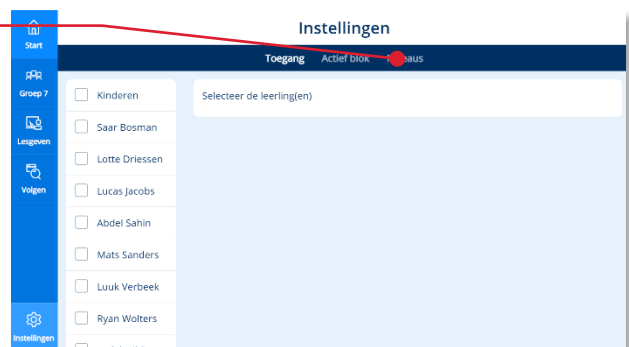 Instellingen
Start
Toegang Actief blok
Groep 7
Lesgeven
Volgen
Instellingen
Kinderen
Saar Bosman
Lotte Driessen
Lucas Jacobs
Abdel Sahin
Mats Sanders
Luuk Verbeek
Ryan Wolters
Selecteer de leerling(en)